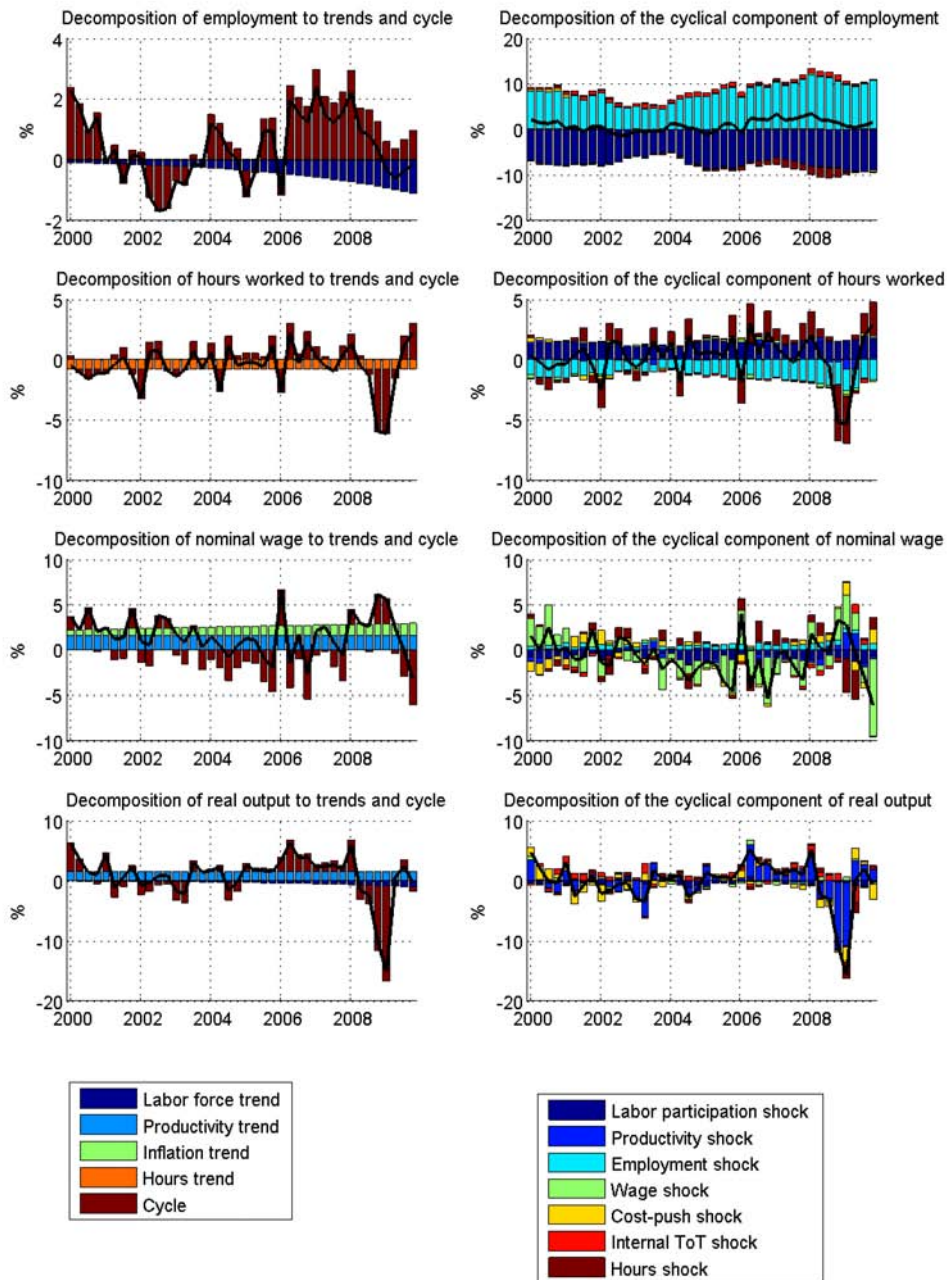 Decomposition of employment to trends and cycle
4
2
0
-2
%
2000 2002 2004 2006 2008
Decomposition of the cyclical component of employment
20
10
0
-10
-20
%
2000 2002 2004 2006 2008
Decomposition of hours worked to trends and cycle
5
0
-5
-10
%
2000 2002 2004 2006 2008
Decomposition of the cyclical component of hours worked
5
0
-5
-10
%
2000 2002 2004 2006 2008
Decomposition of nominal wage to trends and cycle
10
5
0
-5
-10
%
2000 2002 2004 2006 2008
Decomposition of the cyclical component of nominal wage
10
5
0
-5
-10
%
2000 2002 2004 2006 2008
Decomposition of real output to trends and cycle
10
0
-10
-20
%
2000 2002 2004 2006 2008
Decomposition of the cyclical component of real output
10
0
-10
-20
%
2000 2002 2004 2006 2008
Labor force trend
Productivity trend
Inflation trend
Hours trend
Cycle
Labor participation shock
Productivity shock
Employment shock
Wage shock
Cost-push shock
Internal ToT shock
Hours shock